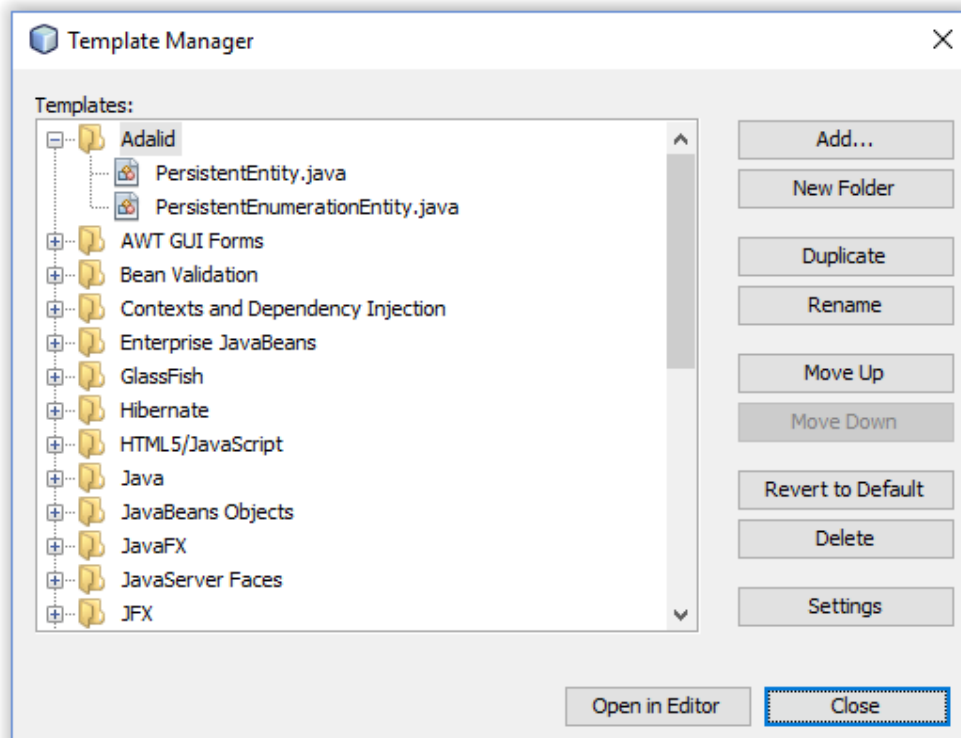 Template Manager
Templates:
Adalid
PersistentEntity.java
PersistentEnumerationEntity.java
AWT GUI Forms
Bean Validation
Contexts and Dependency Injection
Enterprise JavaBeans
GlassFish
Hibernate
HTML5/JavaScript
Java
JavaBeans Objects
JavaFX
JavaServer Faces
JFX
Add...
New Folder
Duplicate
Rename
Move Up
Move Down
Revert to Default
Delete
Settings
Open in Editor
Close